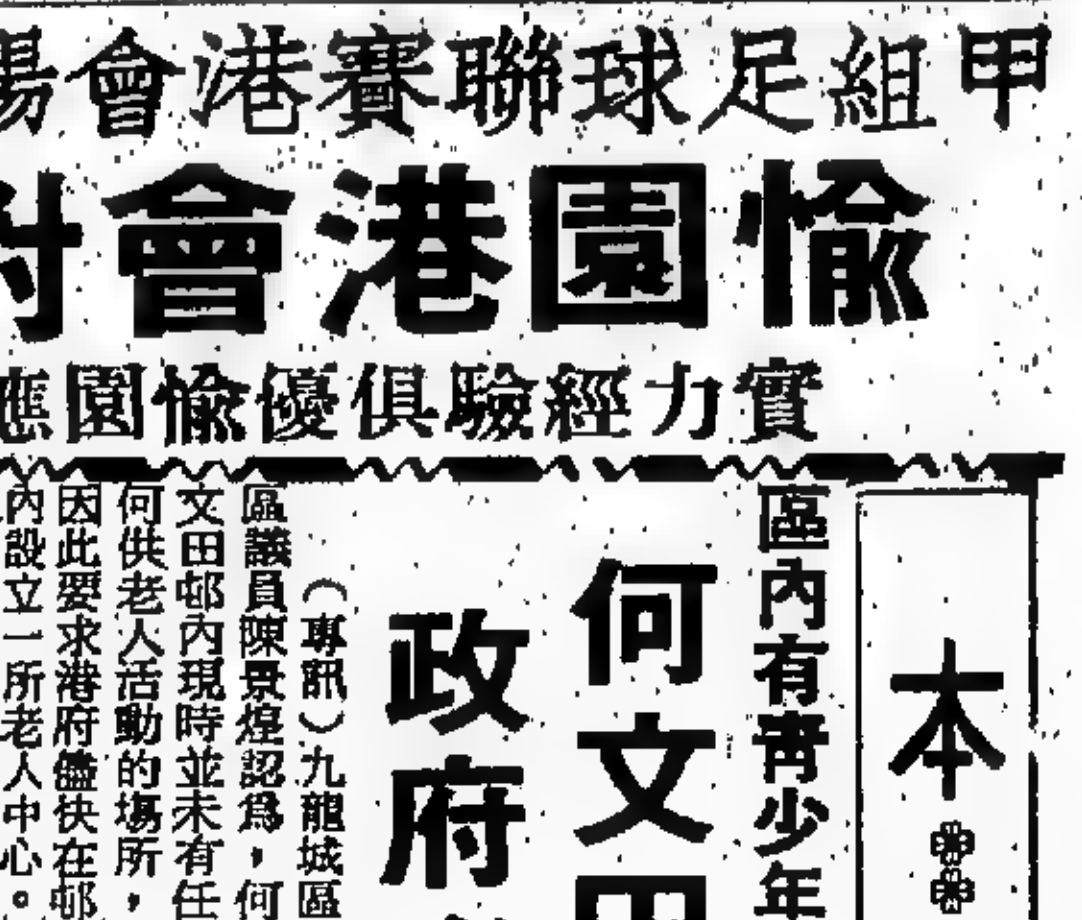 甲組足球聯賽港會場
愉園港會對
實力經驗俱優愉園應
本
區內有青少年
何文田
政府
（專訊）九龍城區
區議員陳景煌認爲，何
文田邨內現時並未有任
何供老人活動的場所，
因此要求港府儘快在邨
內設立一所老人中心。